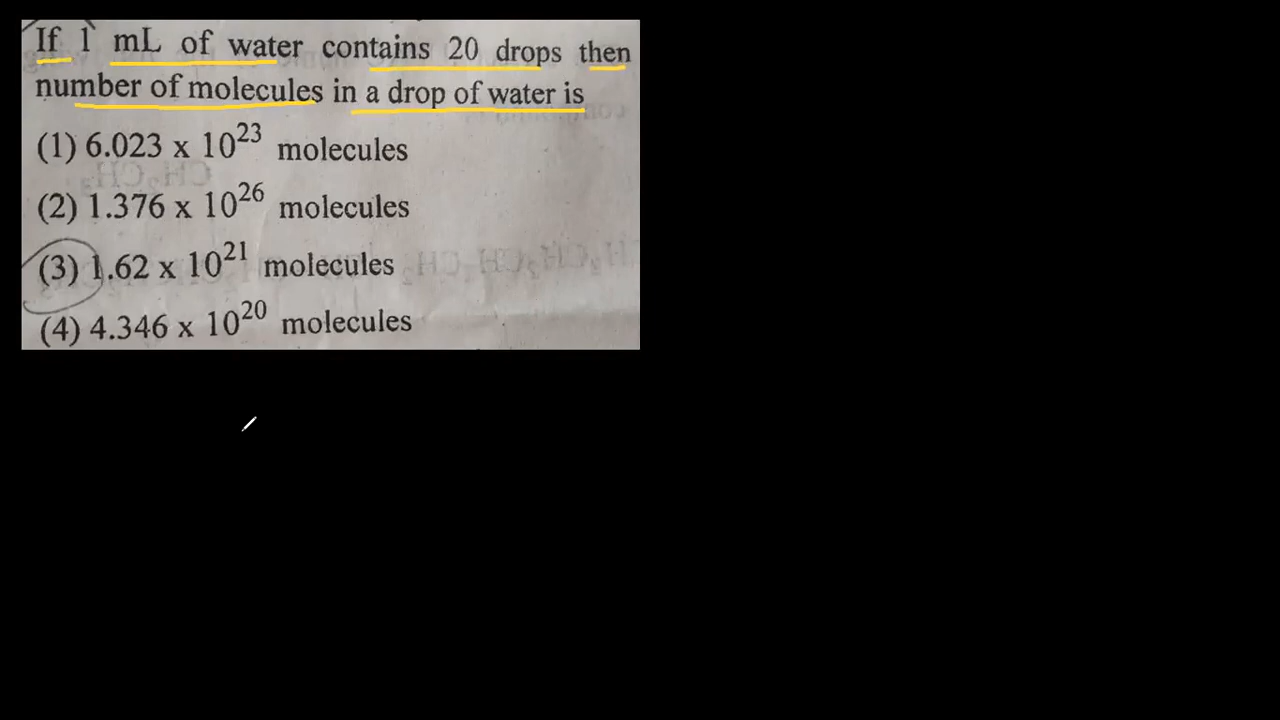 If 1 mL of water contains 20 drops then
number of molecules in a drop of water is
(1) 6.023 x 10^23 molecules
(2) 1.376 x 10^26 molecules
(3) 1.62 x 10^21 molecules
(4) 4.346 x 10^20 molecules